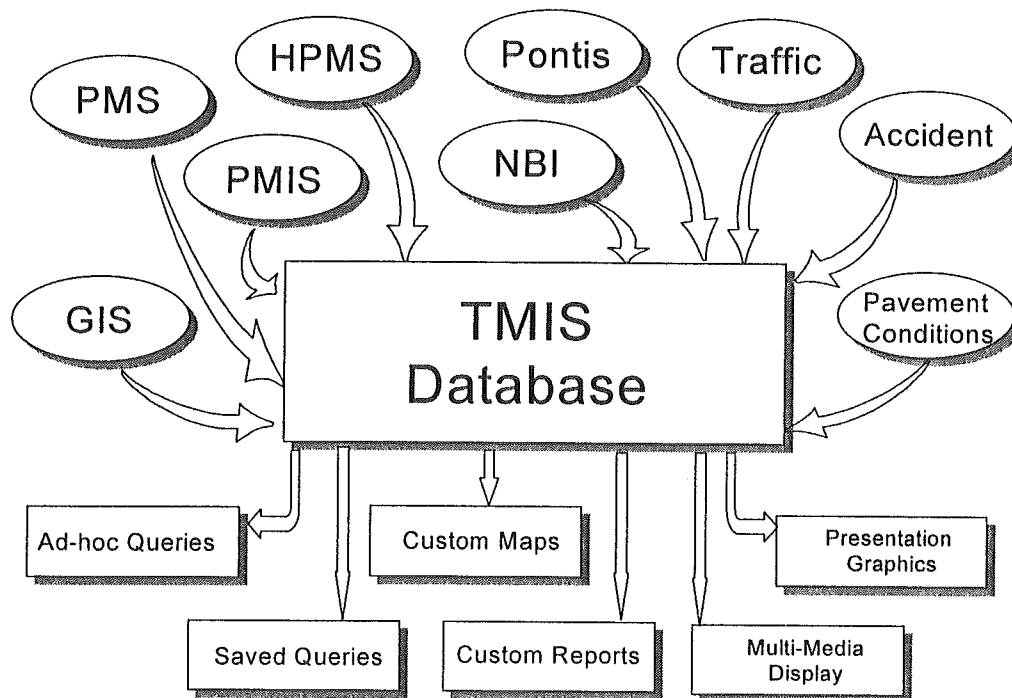 HPMS
Pontis
Traffic
PMS
Accident
PMIS
NBI
GIS
TMIS
Database
Pavement
Conditions
Ad-hoc Queries
Custom Maps
Presentation
Graphics
Saved Queries
Custom Reports
Multi-Media
Display